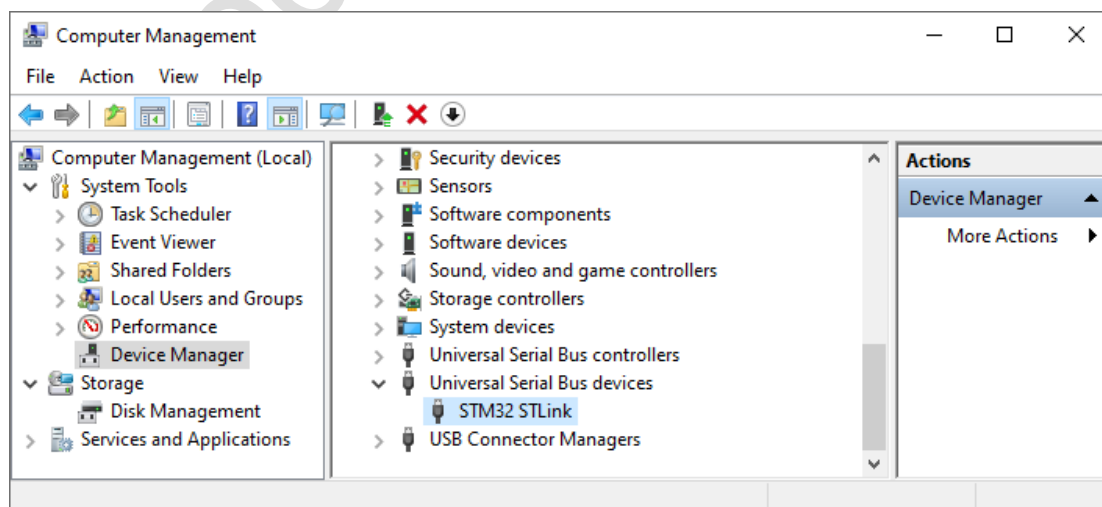 Computer Management
File Action View Help
Computer Management (Local)
System Tools
Task Scheduler
Event Viewer
Shared Folders
Local Users and Groups
Performance
Device Manager
Storage
Disk Management
Services and Applications
Security devices
Sensors
Software components
Software devices
Sound, video and game controllers
Storage controllers
System devices
Universal Serial Bus controllers
Universal Serial Bus devices
STM32 STLink
USB Connector Managers
Actions
Device Manager
More Actions